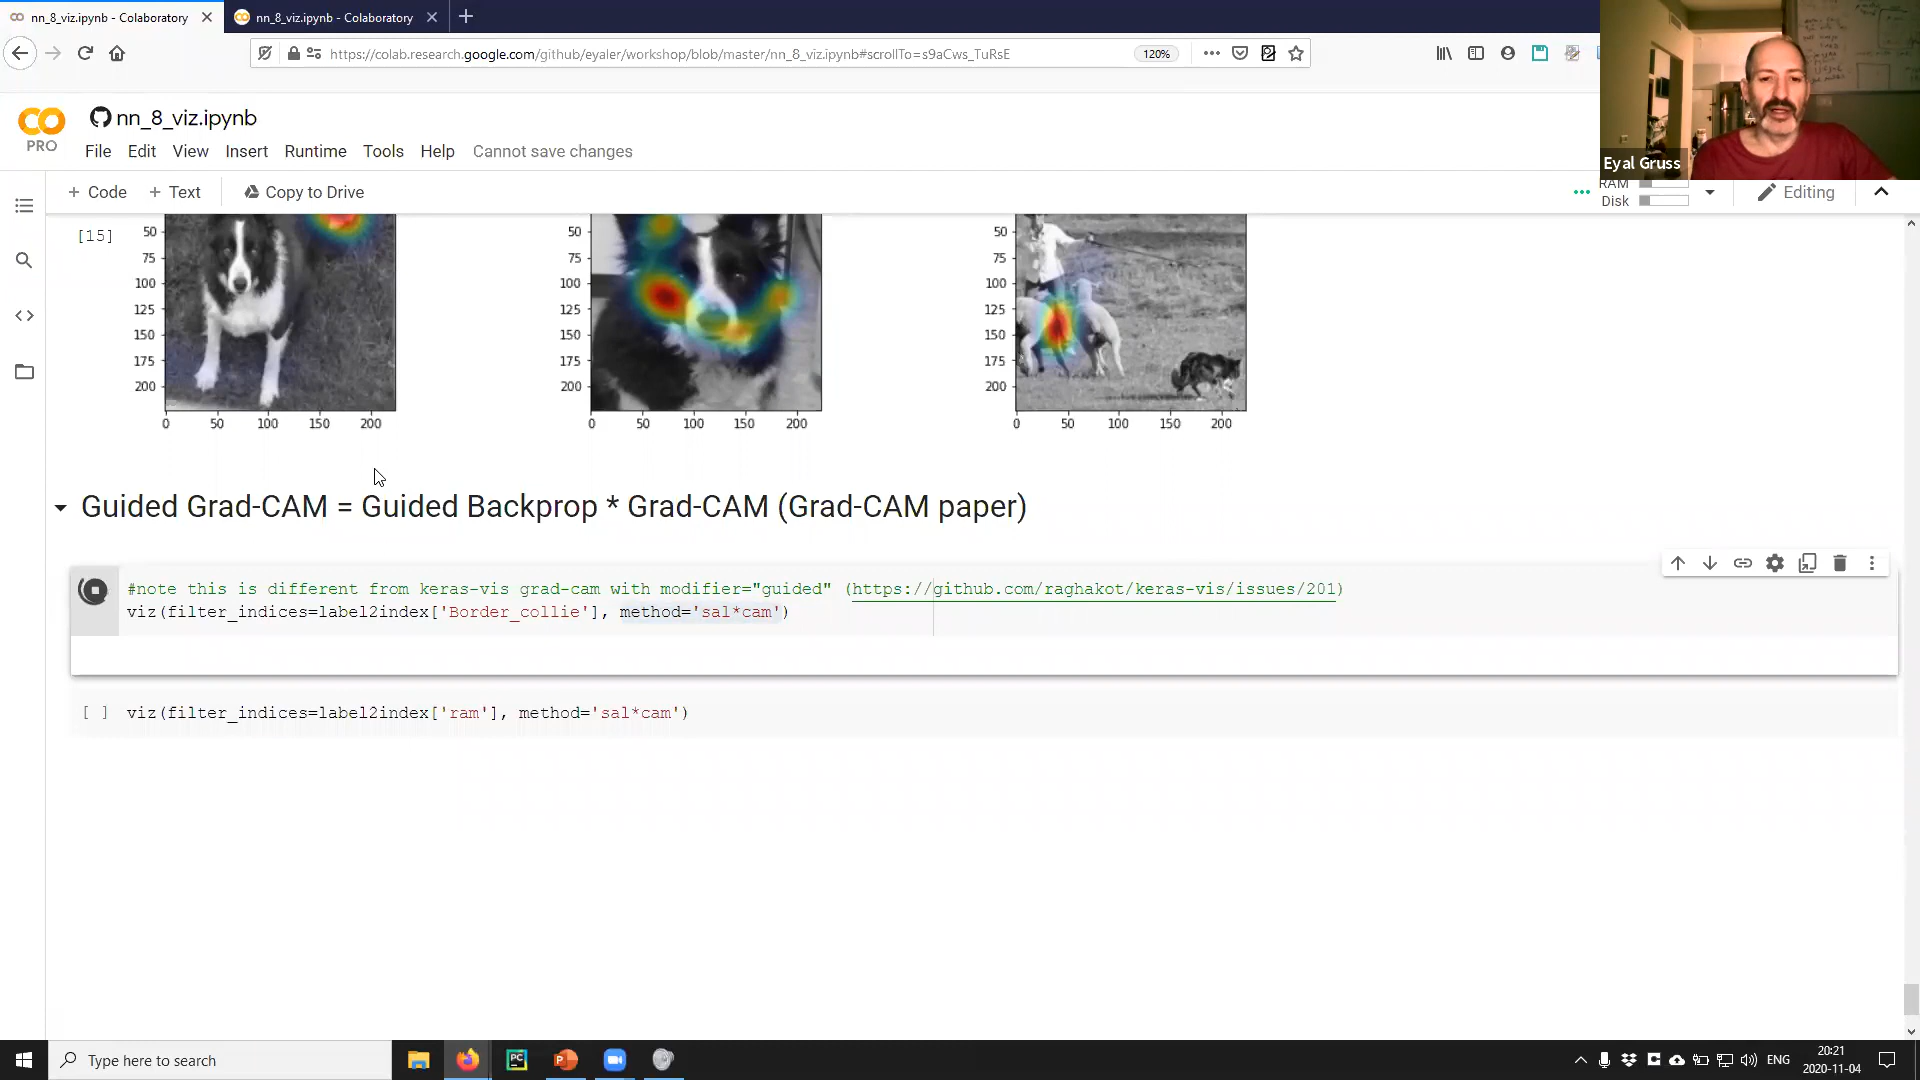 nn_8_viz.ipynb - Colaboratory
nn_8_viz.ipynb - Colaboratory
https://colab.research.google.com/github/eyaler/workshop/blob/master/nn_8_viz.ipynb#scrollTo=s9aCws_TuRsE
120%
nn_8_viz.ipynb
PRO
File Edit View Insert Runtime Tools Help Cannot save changes
Eyal Gruss
+ Code + Text Copy to Drive
RAM
Disk
Editing
[15]
50
75
100
125
150
175
200
0 50 100 150 200
50
75
100
125
150
175
200
0 50 100 150 200
50
75
100
125
150
175
200
0 50 100 150 200
Guided Grad-CAM = Guided Backprop * Grad-CAM (Grad-CAM paper)
#note this is different from keras-vis grad-cam with modifier="guided" (https://github.com/raghakot/keras-vis/issues/201)
viz(filter_indices=label2index['Border_collie'], method='sal*cam')
[ ] viz(filter_indices=label2index['ram'], method='sal*cam')
Type here to search
ENG
20:21
2020-11-04